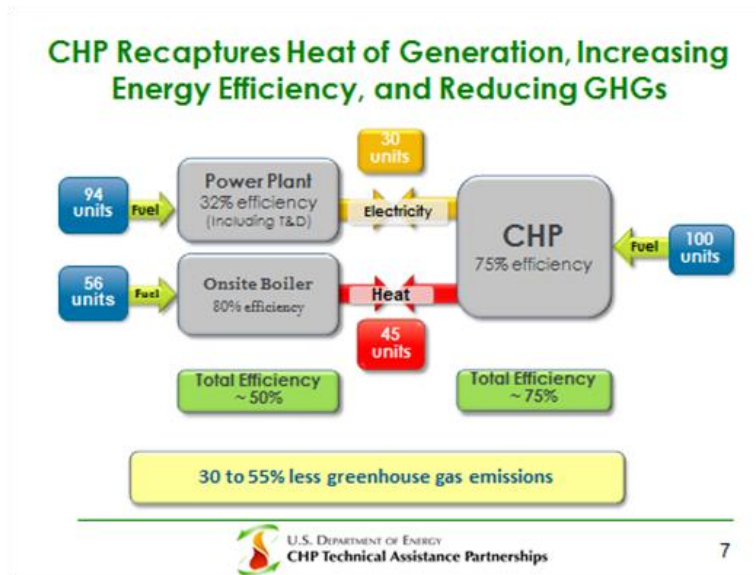 CHP Recaptures Heat of Generation, Increasing
Energy Efficiency, and Reducing GHGs
30
units
94
units
Fuel
Power Plant
32% efficiency
(Including T&D)
Electricity
CHP
75% efficiency
Fuel
100
units
56
units
Fuel
Onsite Boiler
80% efficiency
Heat
45
units
Total Efficiency
~ 50%
Total Efficiency
~ 75%
30 to 55% less greenhouse gas emissions
U.S. DEPARTMENT OF ENERGY
CHP Technical Assistance Partnerships
7